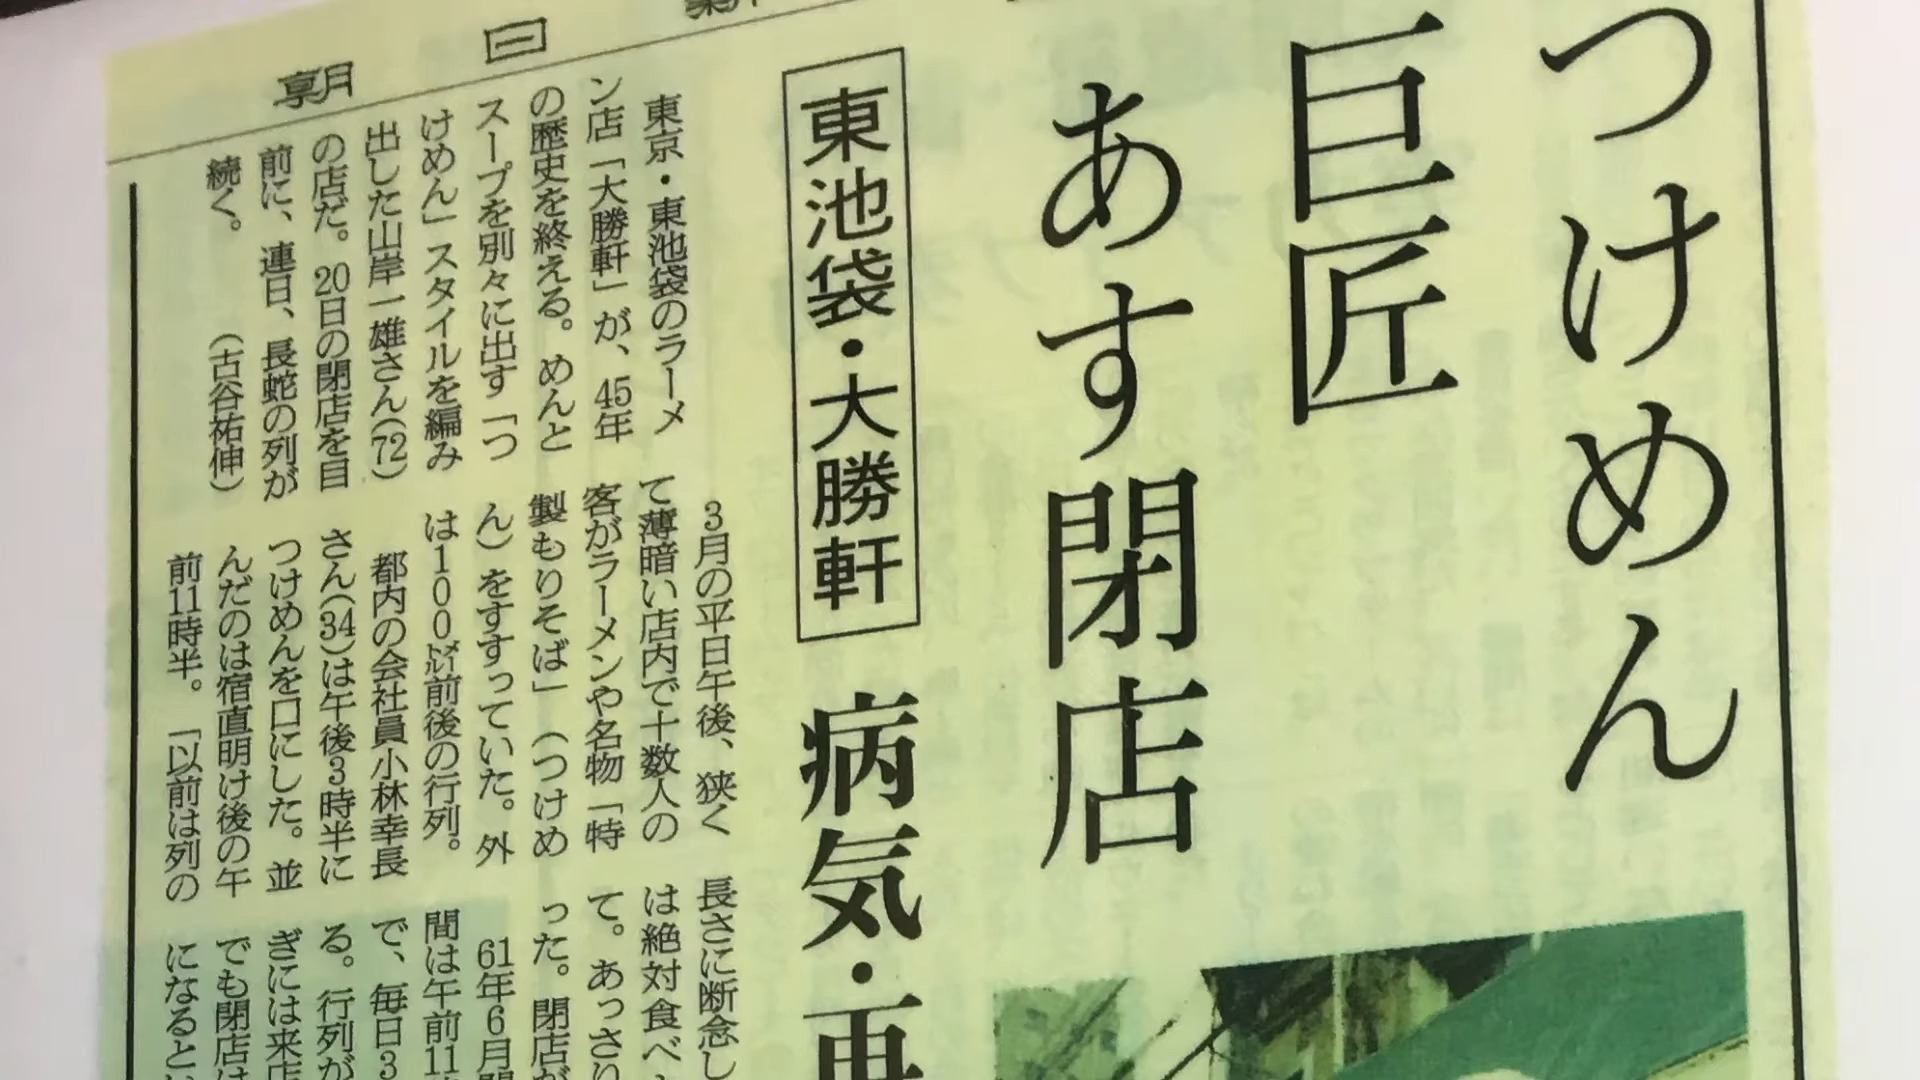 朝日新
つけめん
巨匠
あす閉店
東池袋・大勝軒
病気・再
東京・東池袋のラーメ
ン店「大勝軒」が、45年
の歴史を終える。めんと
スープを別々に出す「つ
けめん」スタイルを編み
出した山岸一雄さん(72)
の店だ。20日の閉店を目
前に、連日、長蛇の列が
続く。(古谷祐伸)
3月の平日午後、狭く
て薄暗い店内で十数人の
客がラーメンや名物「特
製もりそば」(つけめ
ん)をすすっていた。外
は100メートル前後の行列。
都内の会社員小林幸長
さん(34)は午後3時半に
つけめんを口にした。並
んだのは宿直明け後の午
前11時半。「以前は列の
長さに断念し
は絶対食べ
て。あっさり
った。閉店が
61年6月開
間は午前11
で、毎日3
る。行列が
ぎには来店
でも閉店は
になるとい